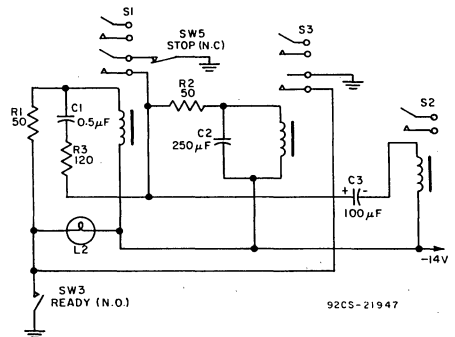 S1
SW5
STOP (N.C)
S3
R2
50
S2
R1
50
C1
0.5µF
C2
250µF
R3
120
C3
+ -
100µF
L2
-14V
SW3
READY (N.O.)
92CS-21947